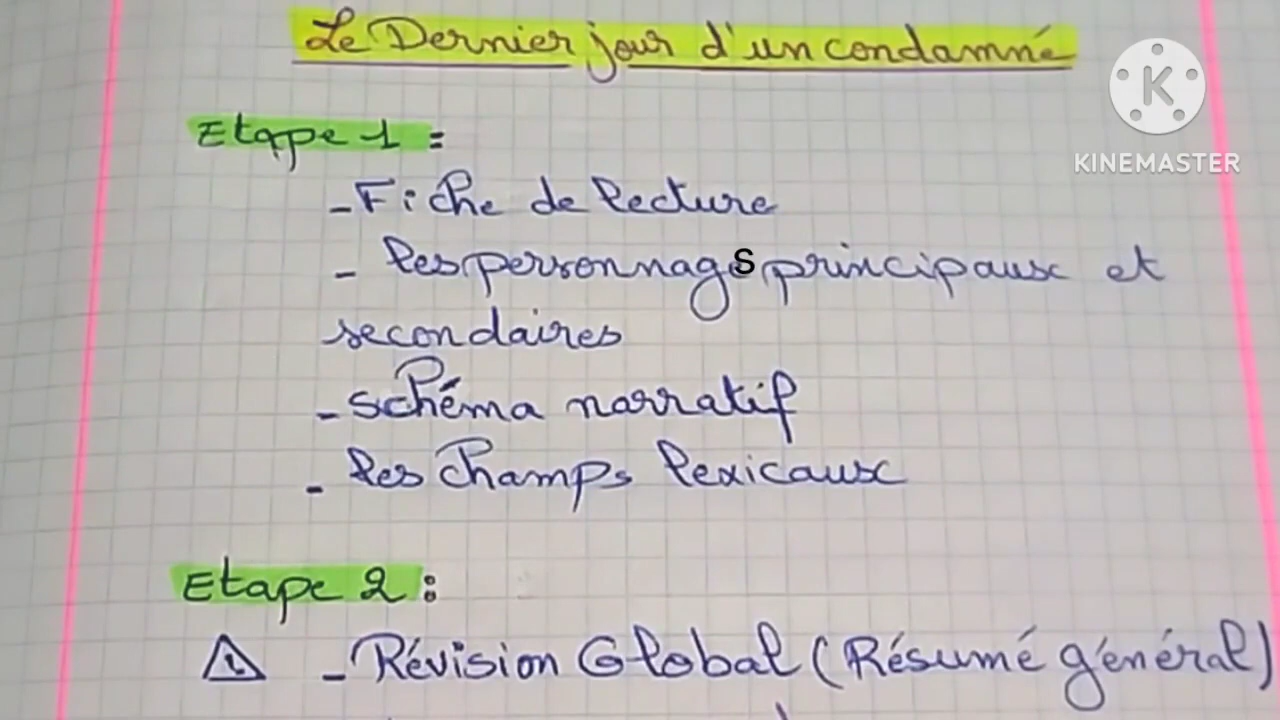 Le Dernier jour d'un condamné
KINEMASTER
Etape 1 :
- Fiche de lecture
- les personnages principaux et
secondaires
- schéma narratif
- les champs lexicaux
Etape 2 :
⚠ - Révision Global (Résumé général)